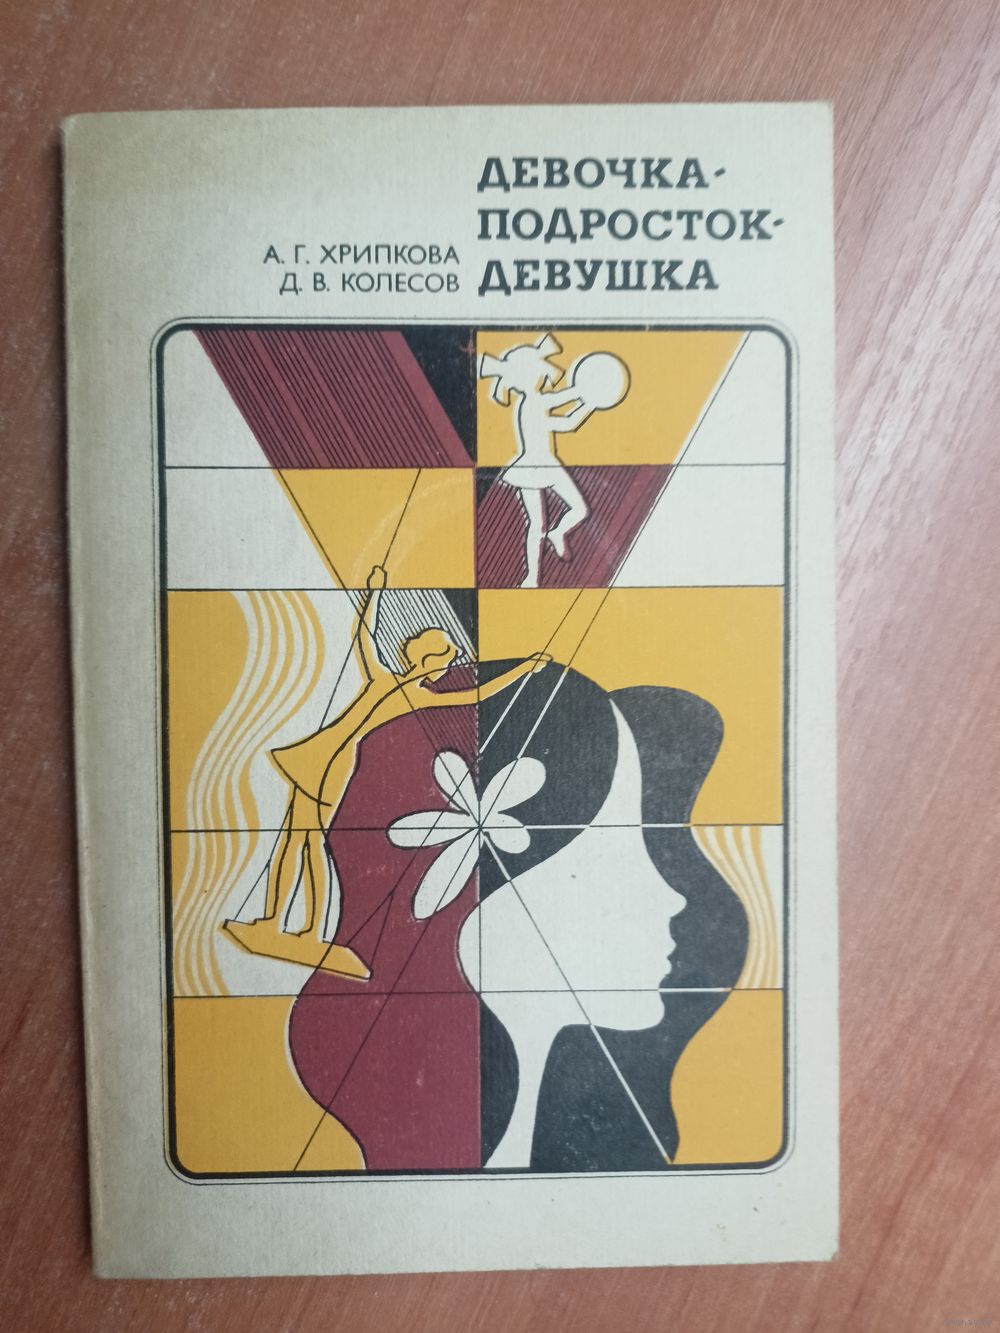 ДЕВОЧКА-
ПОДРОСТОК-
ДЕВУШКА
А. Г. ХРИПКОВА
Д. В. КОЛЕСОВ